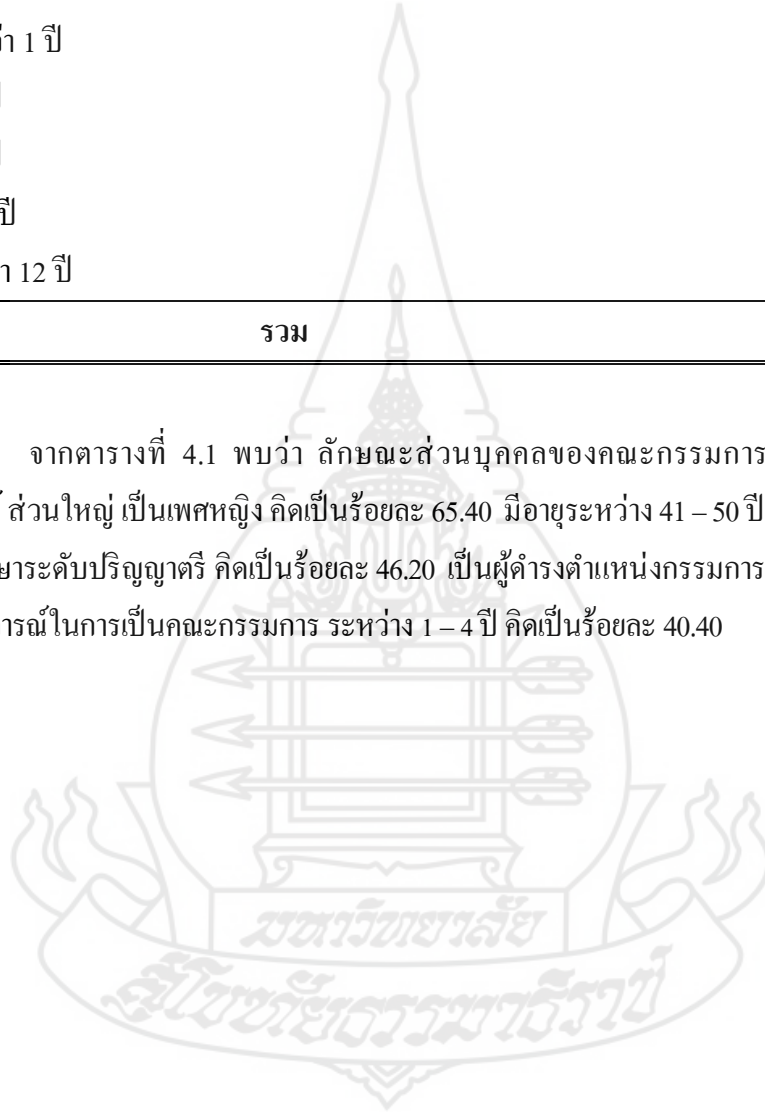 ว่า 1 ปี
ปี
า 12 ปี
รวม
จากตารางที่ 4.1 พบว่า ลักษณะส่วนบุคคลของคณะกรรมการ
ส่วนใหญ่ เป็นเพศหญิง คิดเป็นร้อยละ 65.40 มีอายุระหว่าง 41 – 50 ปี
ษาระดับปริญญาตรี คิดเป็นร้อยละ 46.20 เป็นผู้ดำรงตำแหน่งกรรมการ
ารณ์ในการเป็นคณะกรรมการ ระหว่าง 1 – 4 ปี คิดเป็นร้อยละ 40.40
มหาวิทยาลัย
สุโขทัยธรรมาธิราช